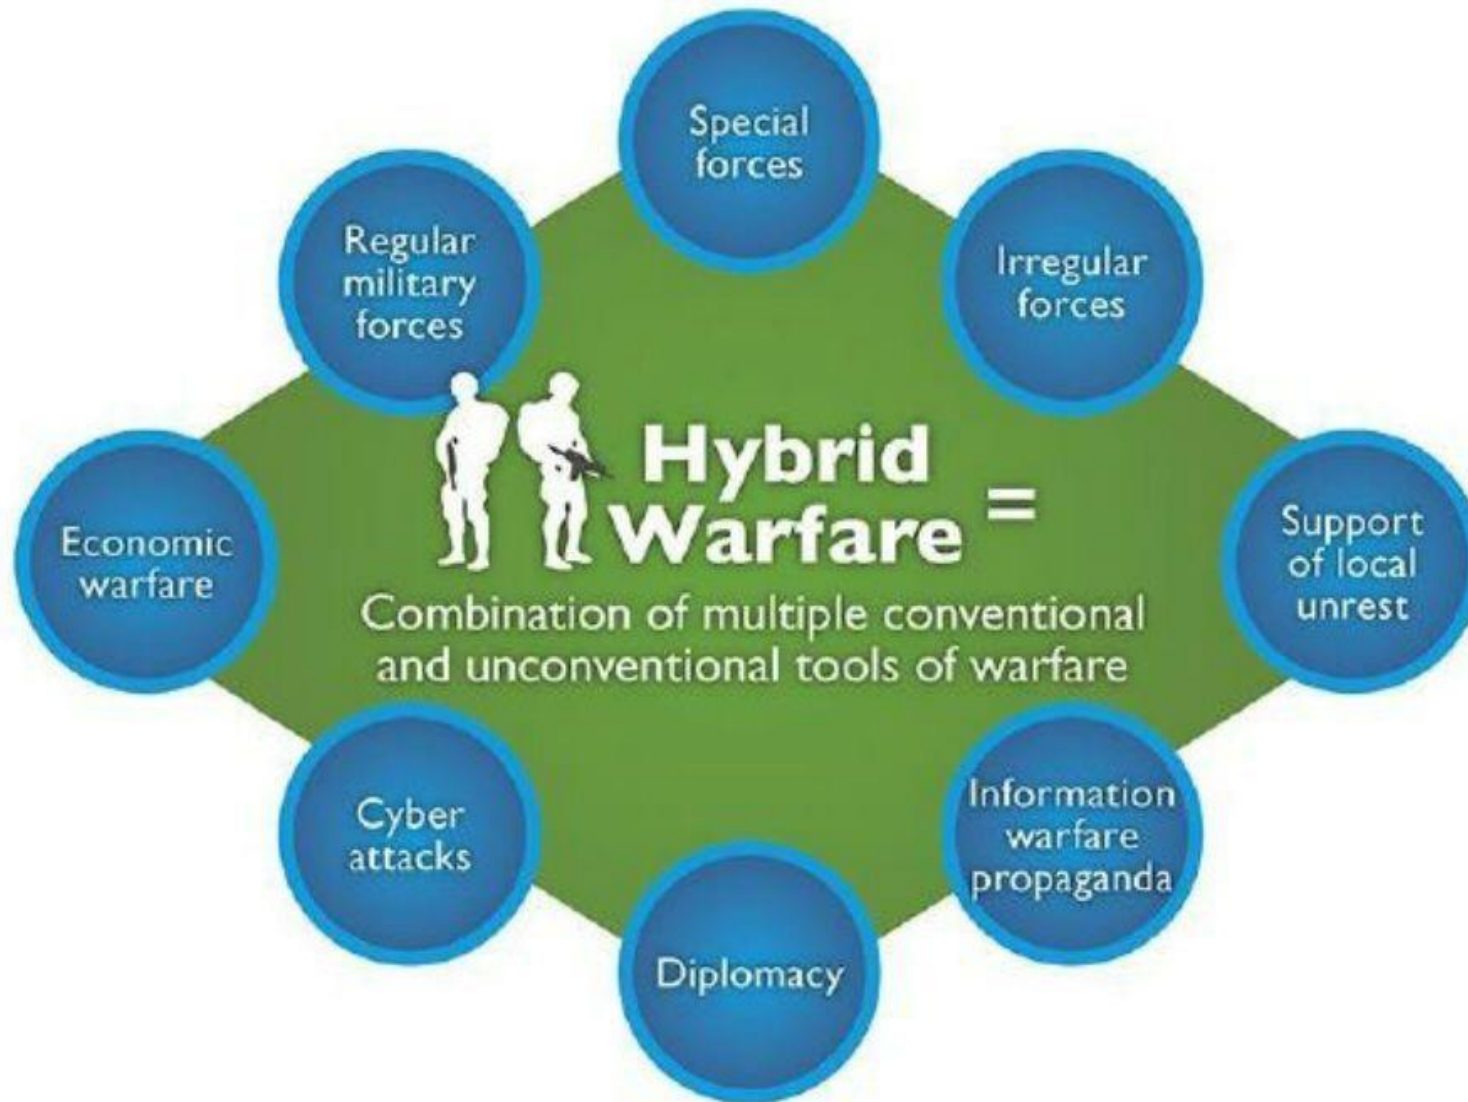 Special
forces
Regular
military
forces
Irregular
forces
Hybrid
Warfare =
Combination of multiple conventional
and unconventional tools of warfare
Economic
warfare
Support
of local
unrest
Cyber
attacks
Information
warfare
propaganda
Diplomacy